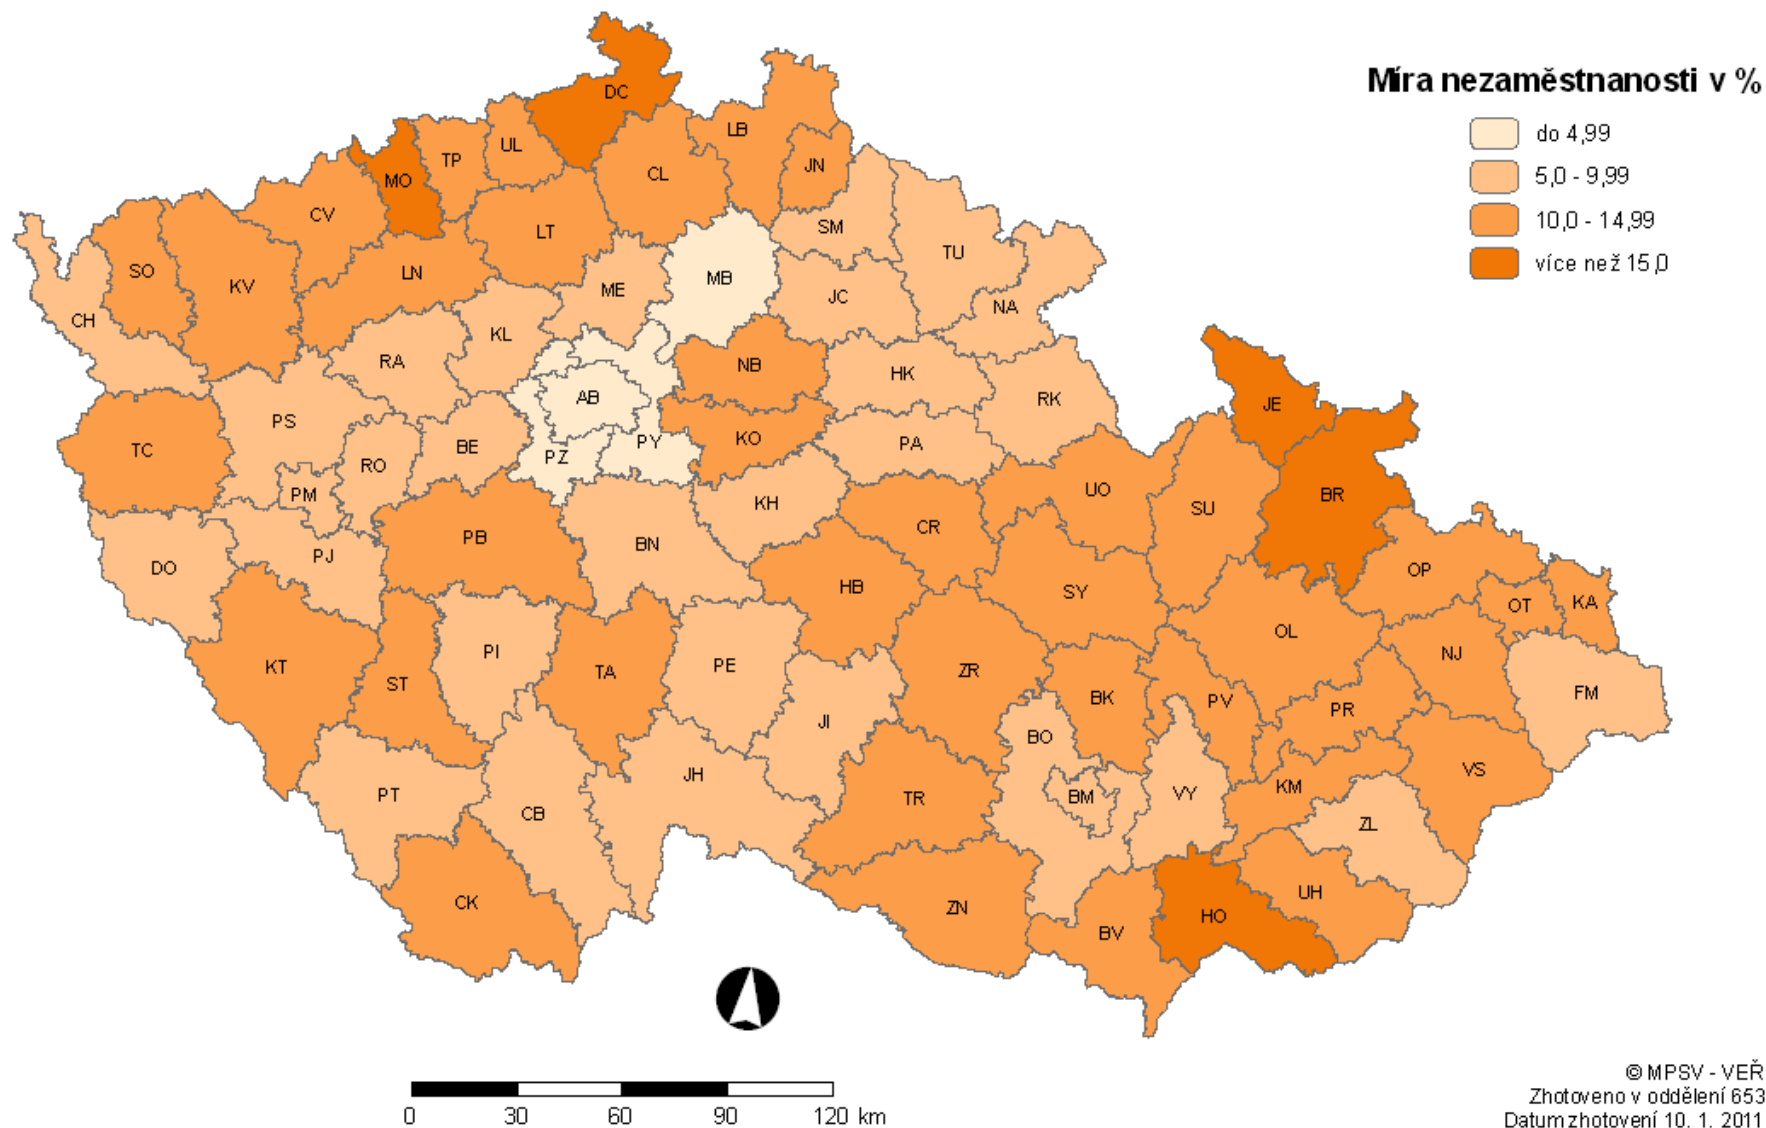 Míra nezaměstnanosti v %
do 4,99
5,0 - 9,99
10,0 - 14,99
více než 15,0
DC
LB
UL
TP
JN
MO
CL
CV
LT
SM
TU
SO
KV
LN
MB
ME
JC
NA
CH
KL
RA
NB
HK
AB
RK
JE
PS
TC
BE
PY
KO
PA
PZ
RO
PM
KH
UO
BR
SU
CR
PB
BN
PJ
DO
OP
HB
SY
OT
KA
OL
PI
NJ
KT
ST
TA
PE
ZR
BK
PV
PR
FM
JI
BO
JH
VS
PT
TR
BM
VY
KM
CB
ZL
CK
ZN
HO
UH
BV
0 30 60 90 120 km
© MPSV - VEŘ
Zhotoveno v oddělení 653
Datum zhotovení 10. 1. 2011